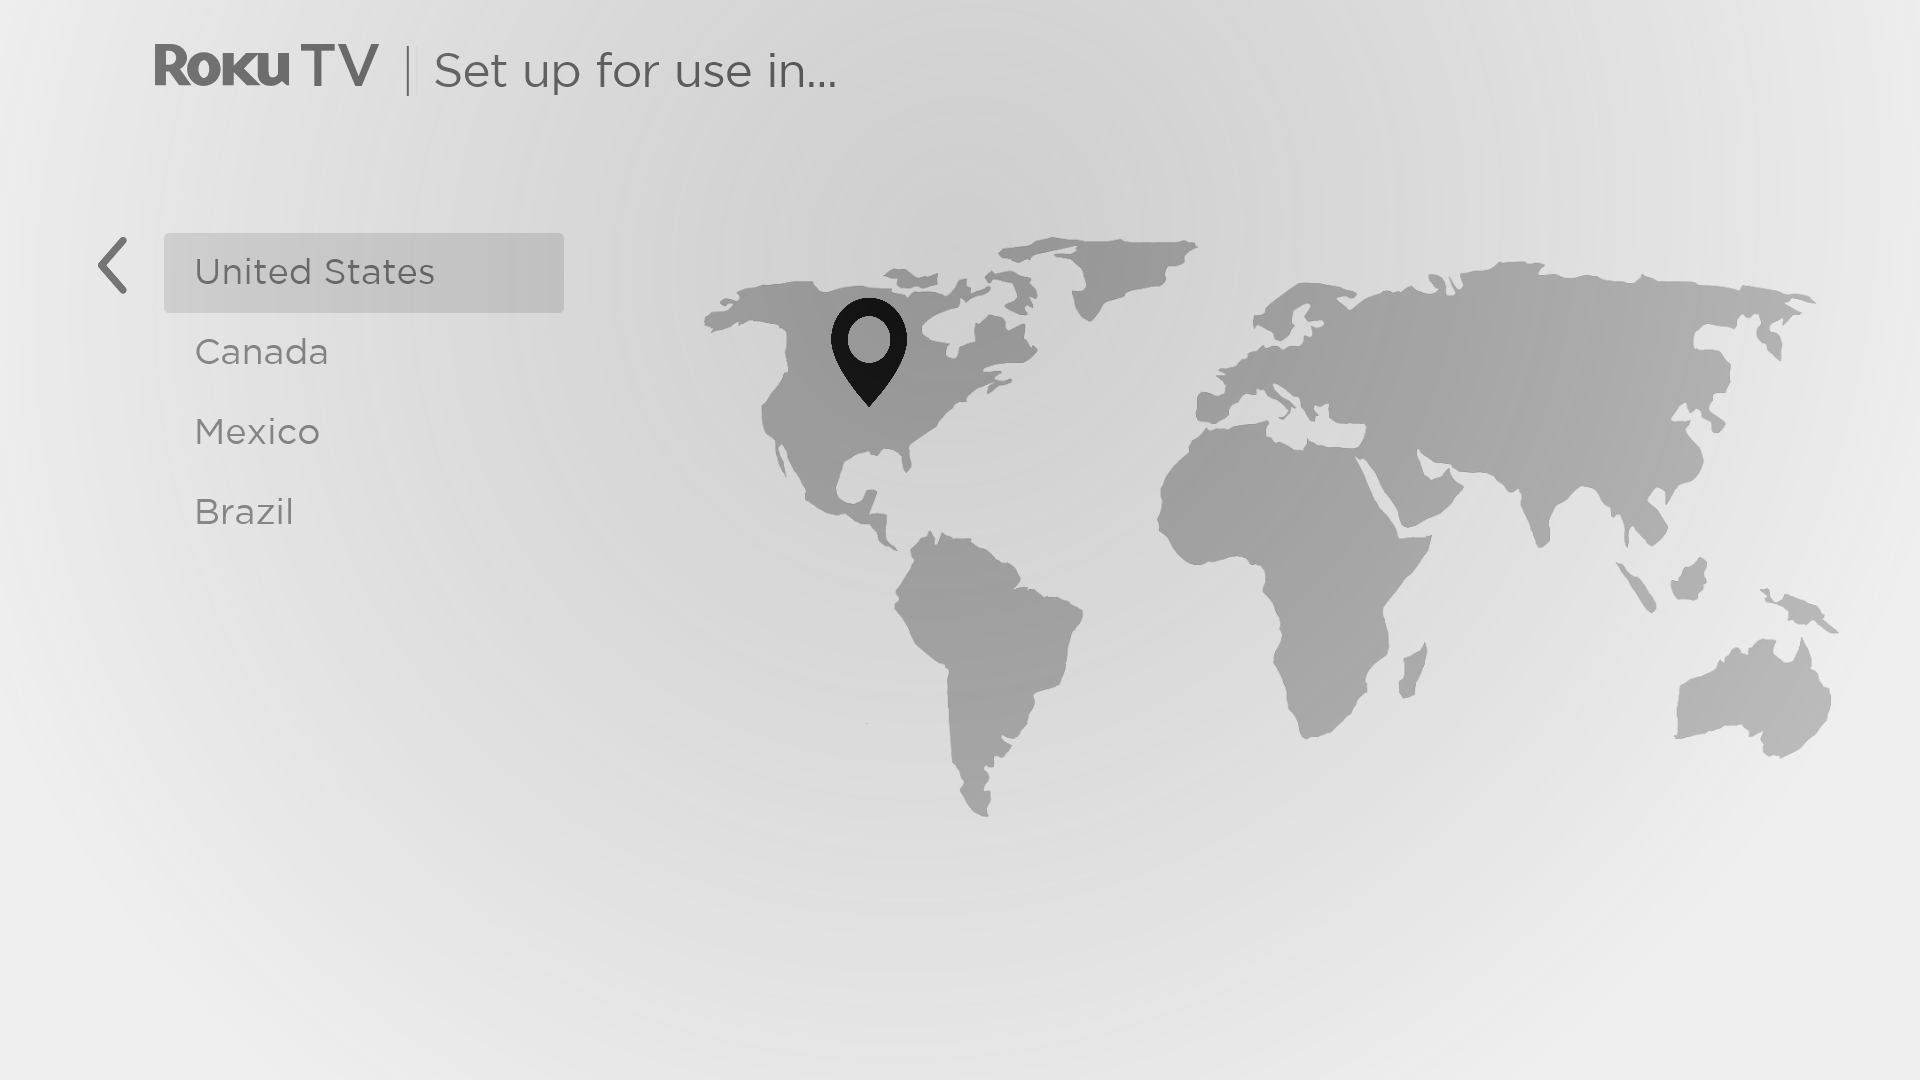 Roku TV | Set up for use in...
United States
Canada
Mexico
Brazil